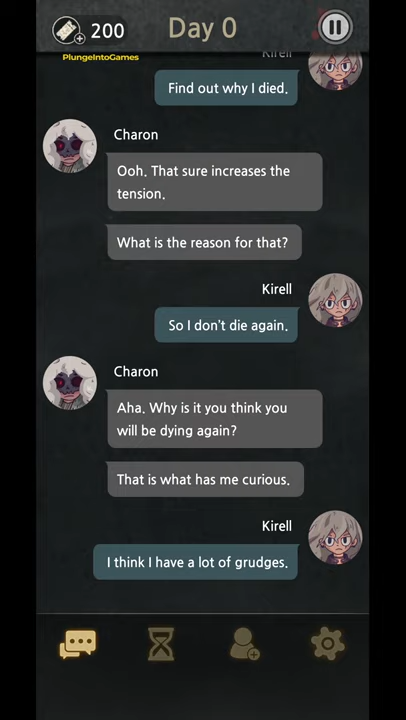 200
Day 0
PlungeIntoGames
Kirell
Find out why I died.
Charon
Ooh. That sure increases the
tension.
What is the reason for that?
Kirell
So I don't die again.
Charon
Aha. Why is it you think you
will be dying again?
That is what has me curious.
Kirell
I think I have a lot of grudges.